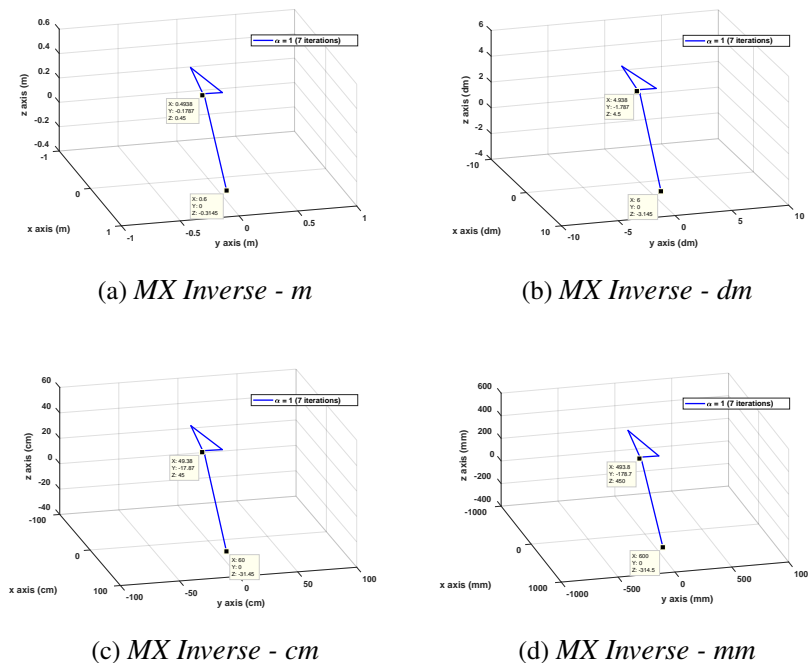 0.6
0.4
0.2
0
-0.2
-0.4
-1
0
1
-1
-0.5
0
0.5
1
z axis (m)
x axis (m)
y axis (m)
α = 1 (7 iterations)
X: 0.4938
Y: -0.1787
Z: 0.45
X: 0.6
Y: 0
Z: -0.3145
(a) MX Inverse - m
6
4
2
0
-2
-4
-10
0
10
-10
-5
0
5
10
z axis (dm)
x axis (dm)
y axis (dm)
α = 1 (7 iterations)
X: 4.938
Y: -1.787
Z: 4.5
X: 6
Y: 0
Z: -3.145
(b) MX Inverse - dm
60
40
20
0
-20
-40
-100
0
100
-100
-50
0
50
100
z axis (cm)
x axis (cm)
y axis (cm)
α = 1 (7 iterations)
X: 49.38
Y: -17.87
Z: 45
X: 60
Y: 0
Z: -31.45
(c) MX Inverse - cm
600
400
200
0
-200
-400
-1000
0
1000
-1000
-500
0
500
1000
z axis (mm)
x axis (mm)
y axis (mm)
α = 1 (7 iterations)
X: 493.8
Y: -178.7
Z: 450
X: 600
Y: 0
Z: -314.5
(d) MX Inverse - mm